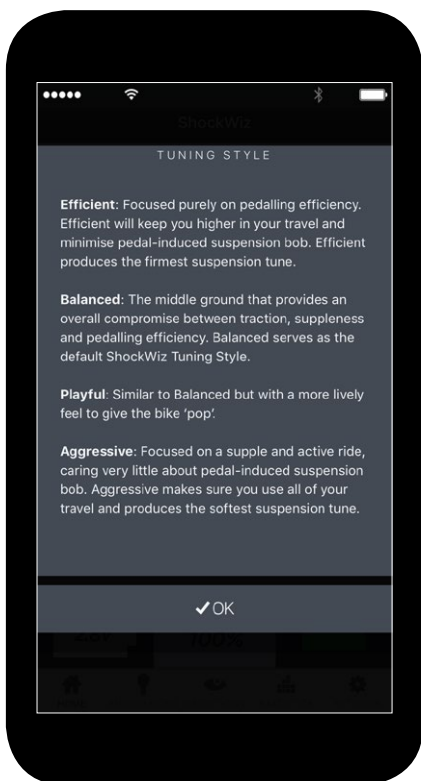 ShockWiz
TUNING STYLE
Efficient: Focused purely on pedalling efficiency.
Efficient will keep you higher in your travel and
minimise pedal-induced suspension bob. Efficient
produces the firmest suspension tune.
Balanced: The middle ground that provides an
overall compromise between traction, suppleness
and pedalling efficiency. Balanced serves as the
default ShockWiz Tuning Style.
Playful: Similar to Balanced but with a more lively
feel to give the bike ‘pop’.
Aggressive: Focused on a supple and active ride,
caring very little about pedal-induced suspension
bob. Aggressive makes sure you use all of your
travel and produces the softest suspension tune.
✔OK
100%